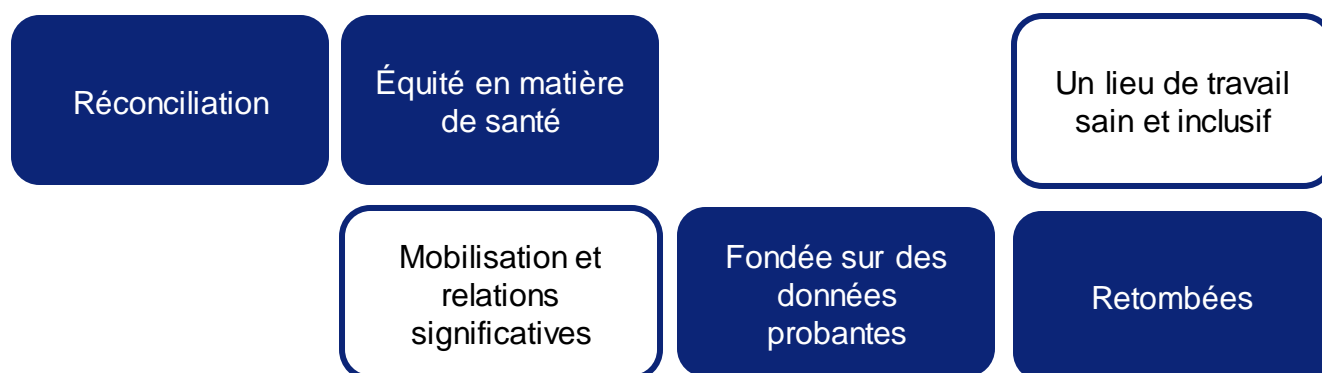 Réconciliation
Équité en matière
de santé
Un lieu de travail
sain et inclusif
Mobilisation et
relations
significatives
Fondée sur des
données
probantes
Retombées